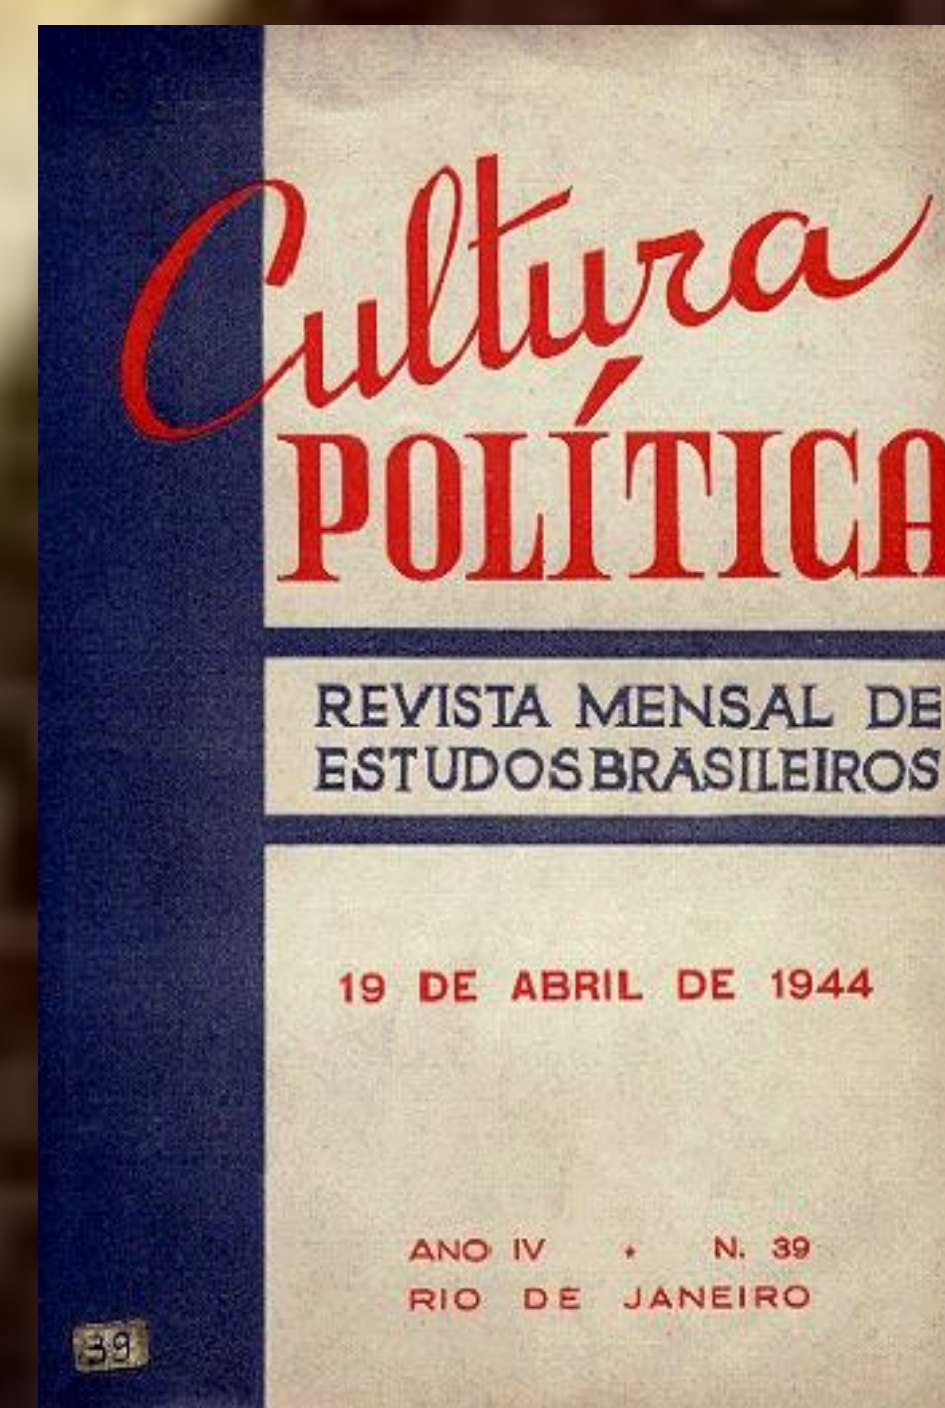 Cultura
POLÍTICA
REVISTA MENSAL DE
ESTUDOS BRASILEIROS
19 DE ABRIL DE 1944
ANO IV * N. 39
RIO DE JANEIRO
39